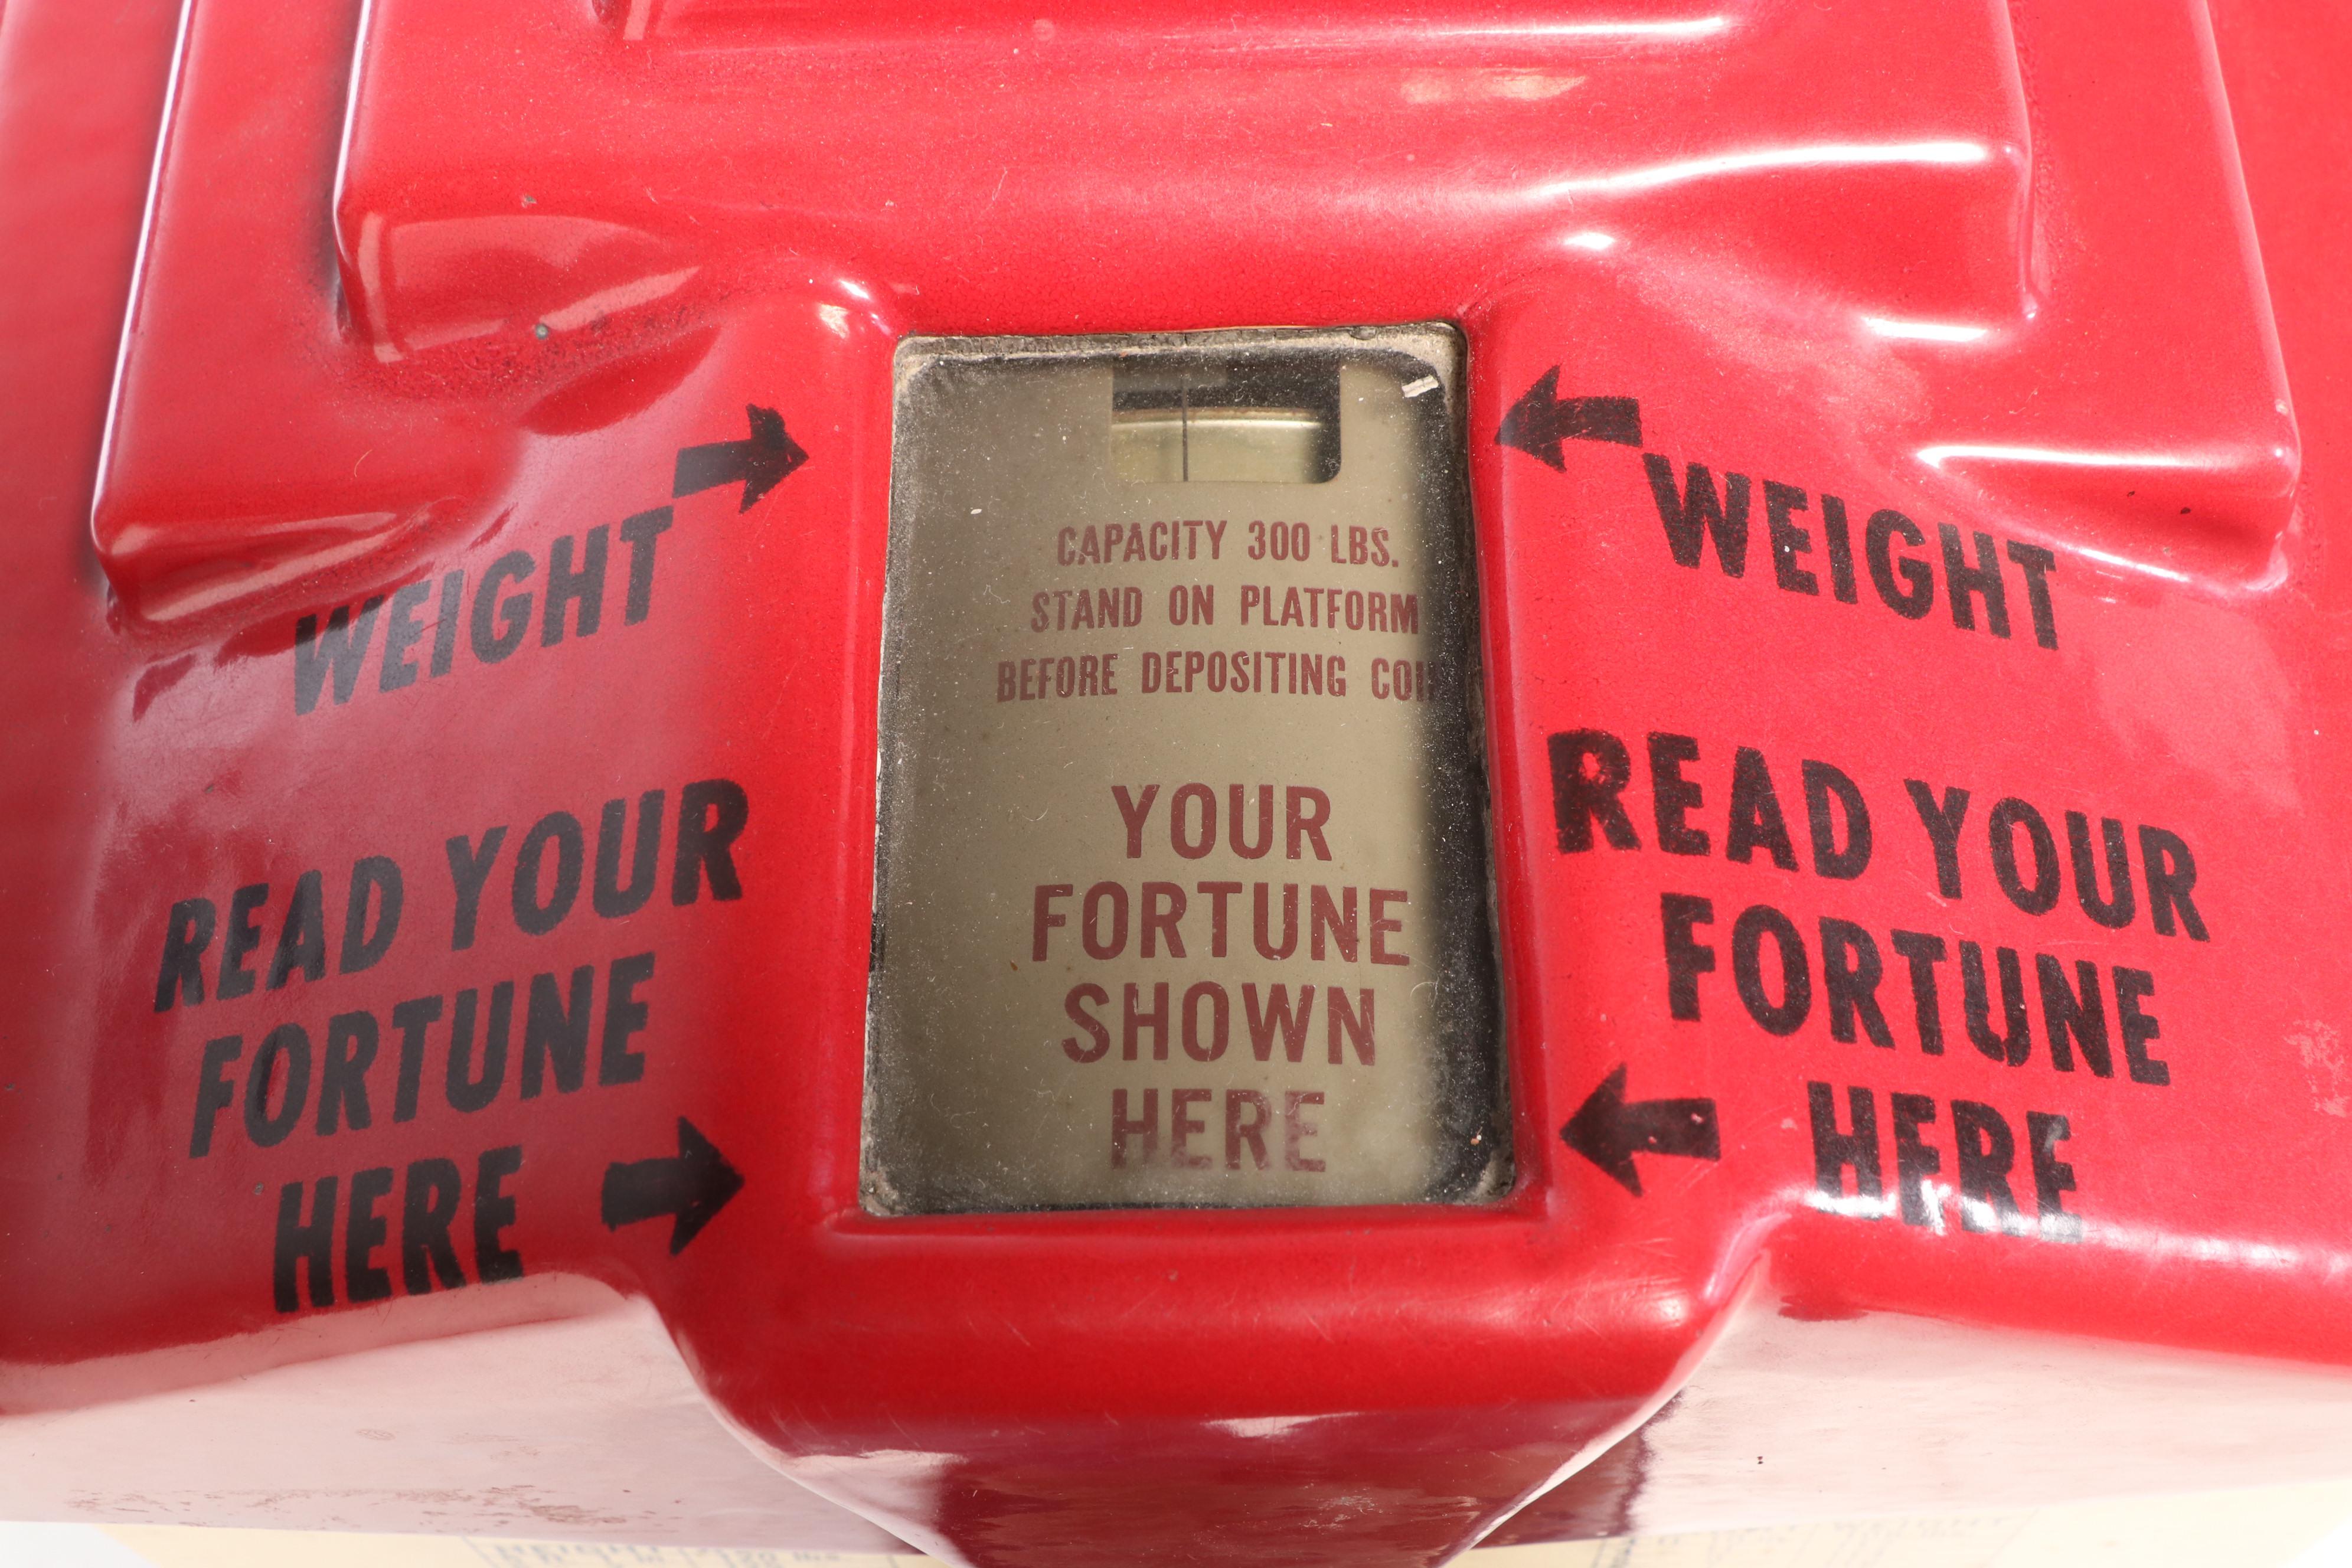 WEIGHT
READ YOUR
FORTUNE
HERE
CAPACITY 300 LBS.
STAND ON PLATFORM
BEFORE DEPOSITING COI
YOUR
FORTUNE
SHOWN
HERE
WEIGHT
READ YOUR
FORTUNE
HERE